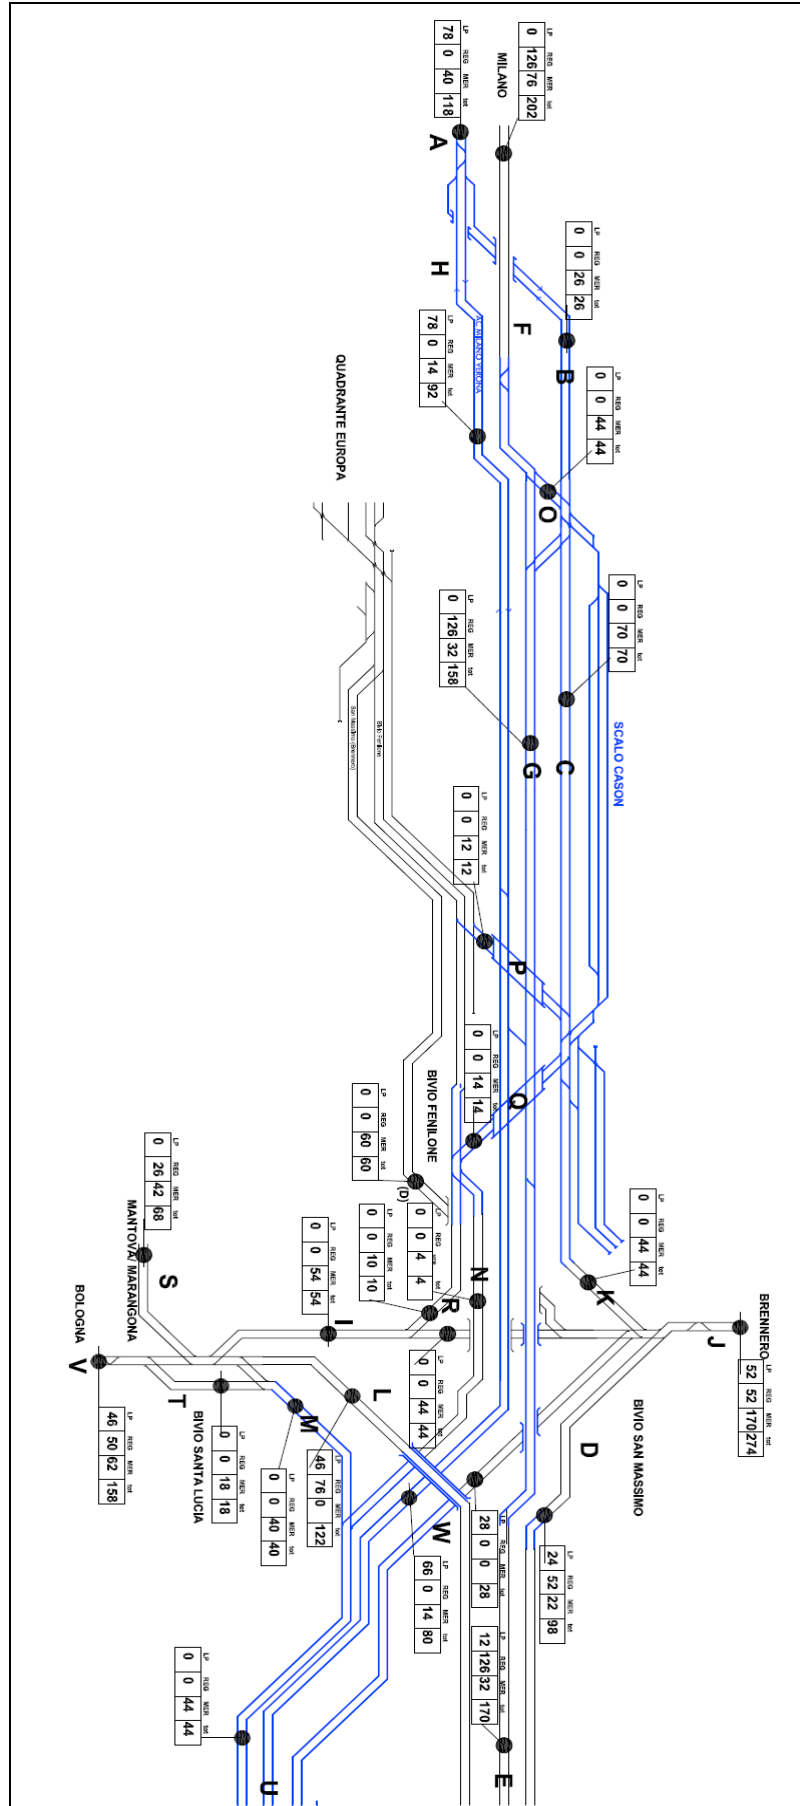 LP REG MER tot
0 126 76 202
MILANO
LP REG MER tot
78 0 40 118
A
LP REG MER tot
0 0 26 26
H
F
B
LP REG MER tot
78 0 14 92
AC MILANO VERONA
LP REG MER tot
0 0 44 44
QUADRANTE EUROPA
O
LP REG MER tot
0 0 70 70
LP REG MER tot
0 126 32 158
SCALO CASON
G
C
Bivio Fenilone
San Massimo (Brennero)
LP REG MER tot
0 0 12 12
P
LP REG MER tot
0 0 14 14
Q
BIVIO FENILONE
LP REG MER tot
0 0 60 60
(D)
LP REG MER tot
0 26 42 68
MANTOVA/ MARANGONA
S
LP REG MER tot
0 0 54 54
I
LP REG MER tot
0 0 10 10
R
LP REG MER tot
0 0 4 4
N
LP REG MER tot
0 0 44 44
K
BRENNERO
J
LP REG MER tot
52 52 170 274
BOLOGNA
V
LP REG MER tot
46 50 62 158
T
BIVIO SANTA LUCIA
LP REG MER tot
0 0 18 18
M
LP REG MER tot
0 0 40 40
L
LP REG MER tot
46 76 0 122
LP REG MER tot
0 0 44 44
W
LP REG MER tot
66 0 14 80
BIVIO SAN MASSIMO
D
LP REG MER tot
28 0 0 28
LP REG MER tot
24 52 22 98
LP REG MER tot
12 126 32 170
E
LP REG MER tot
0 0 44 44
U